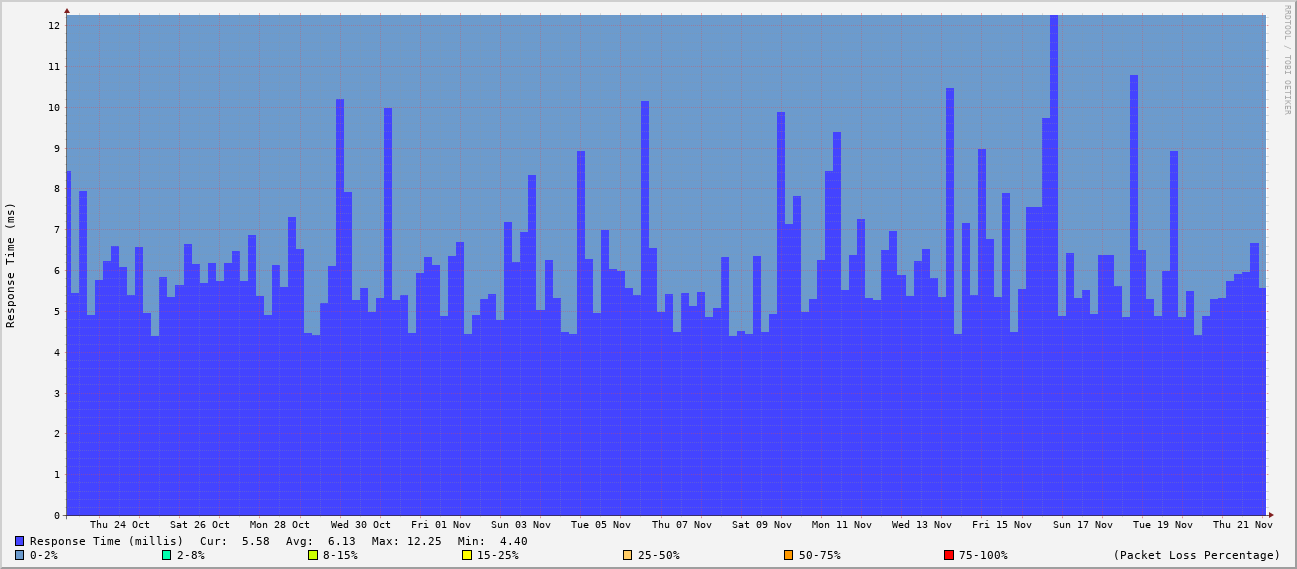 RRDTOOL / TOBI OETIKER
Response Time (ms)
12
11
10
9
8
7
6
5
4
3
2
1
0
Thu 24 Oct Sat 26 Oct Mon 28 Oct Wed 30 Oct Fri 01 Nov Sun 03 Nov Tue 05 Nov Thu 07 Nov Sat 09 Nov Mon 11 Nov Wed 13 Nov Fri 15 Nov Sun 17 Nov Tue 19 Nov Thu 21 Nov
Response Time (millis) Cur: 5.58 Avg: 6.13 Max: 12.25 Min: 4.40
0-2% 2-8% 8-15% 15-25% 25-50% 50-75% 75-100% (Packet Loss Percentage)